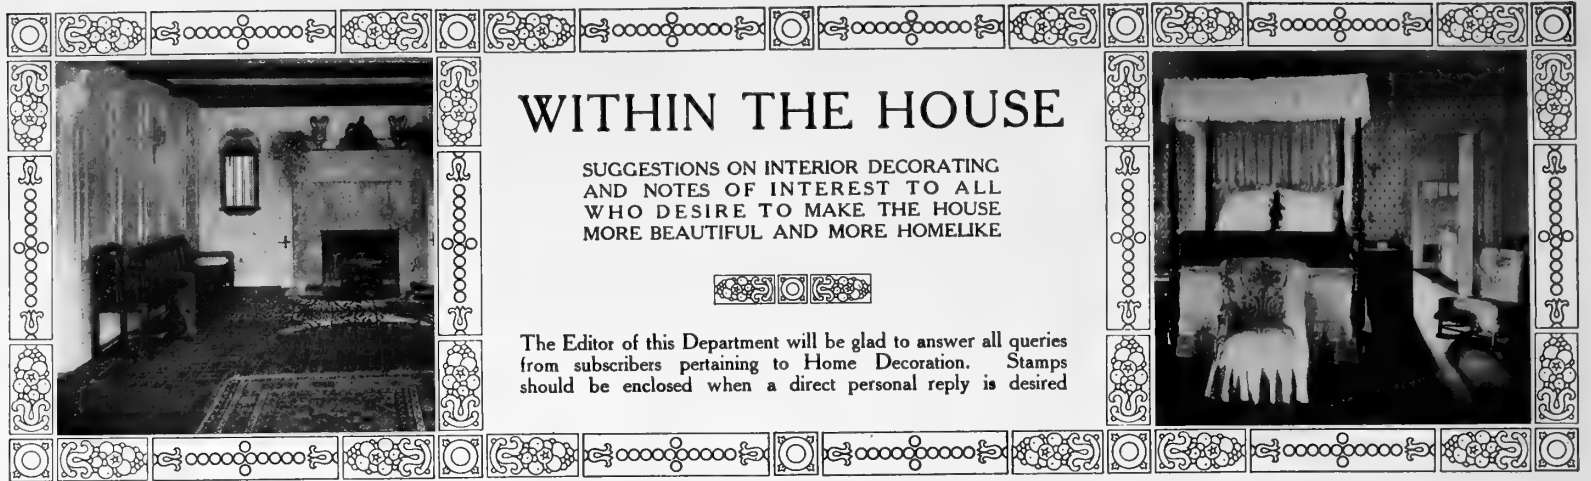 WITHIN THE HOUSE
SUGGESTIONS ON INTERIOR DECORATING
AND NOTES OF INTEREST TO ALL
WHO DESIRE TO MAKE THE HOUSE
MORE BEAUTIFUL AND MORE HOMELIKE
The Editor of this Department will be glad to answer all queries
from subscribers pertaining to Home Decoration. Stamps
should be enclosed when a direct personal reply is desired